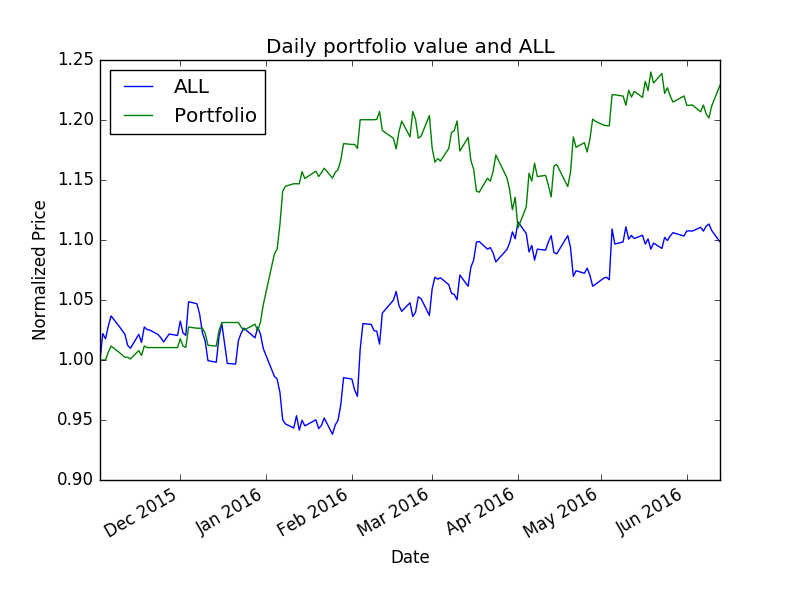 Daily portfolio value and ALL
ALL
Portfolio
1.25
1.20
1.15
1.10
1.05
1.00
0.95
0.90
Normalized Price
Dec 2015
Jan 2016
Feb 2016
Mar 2016
Apr 2016
May 2016
Jun 2016
Date